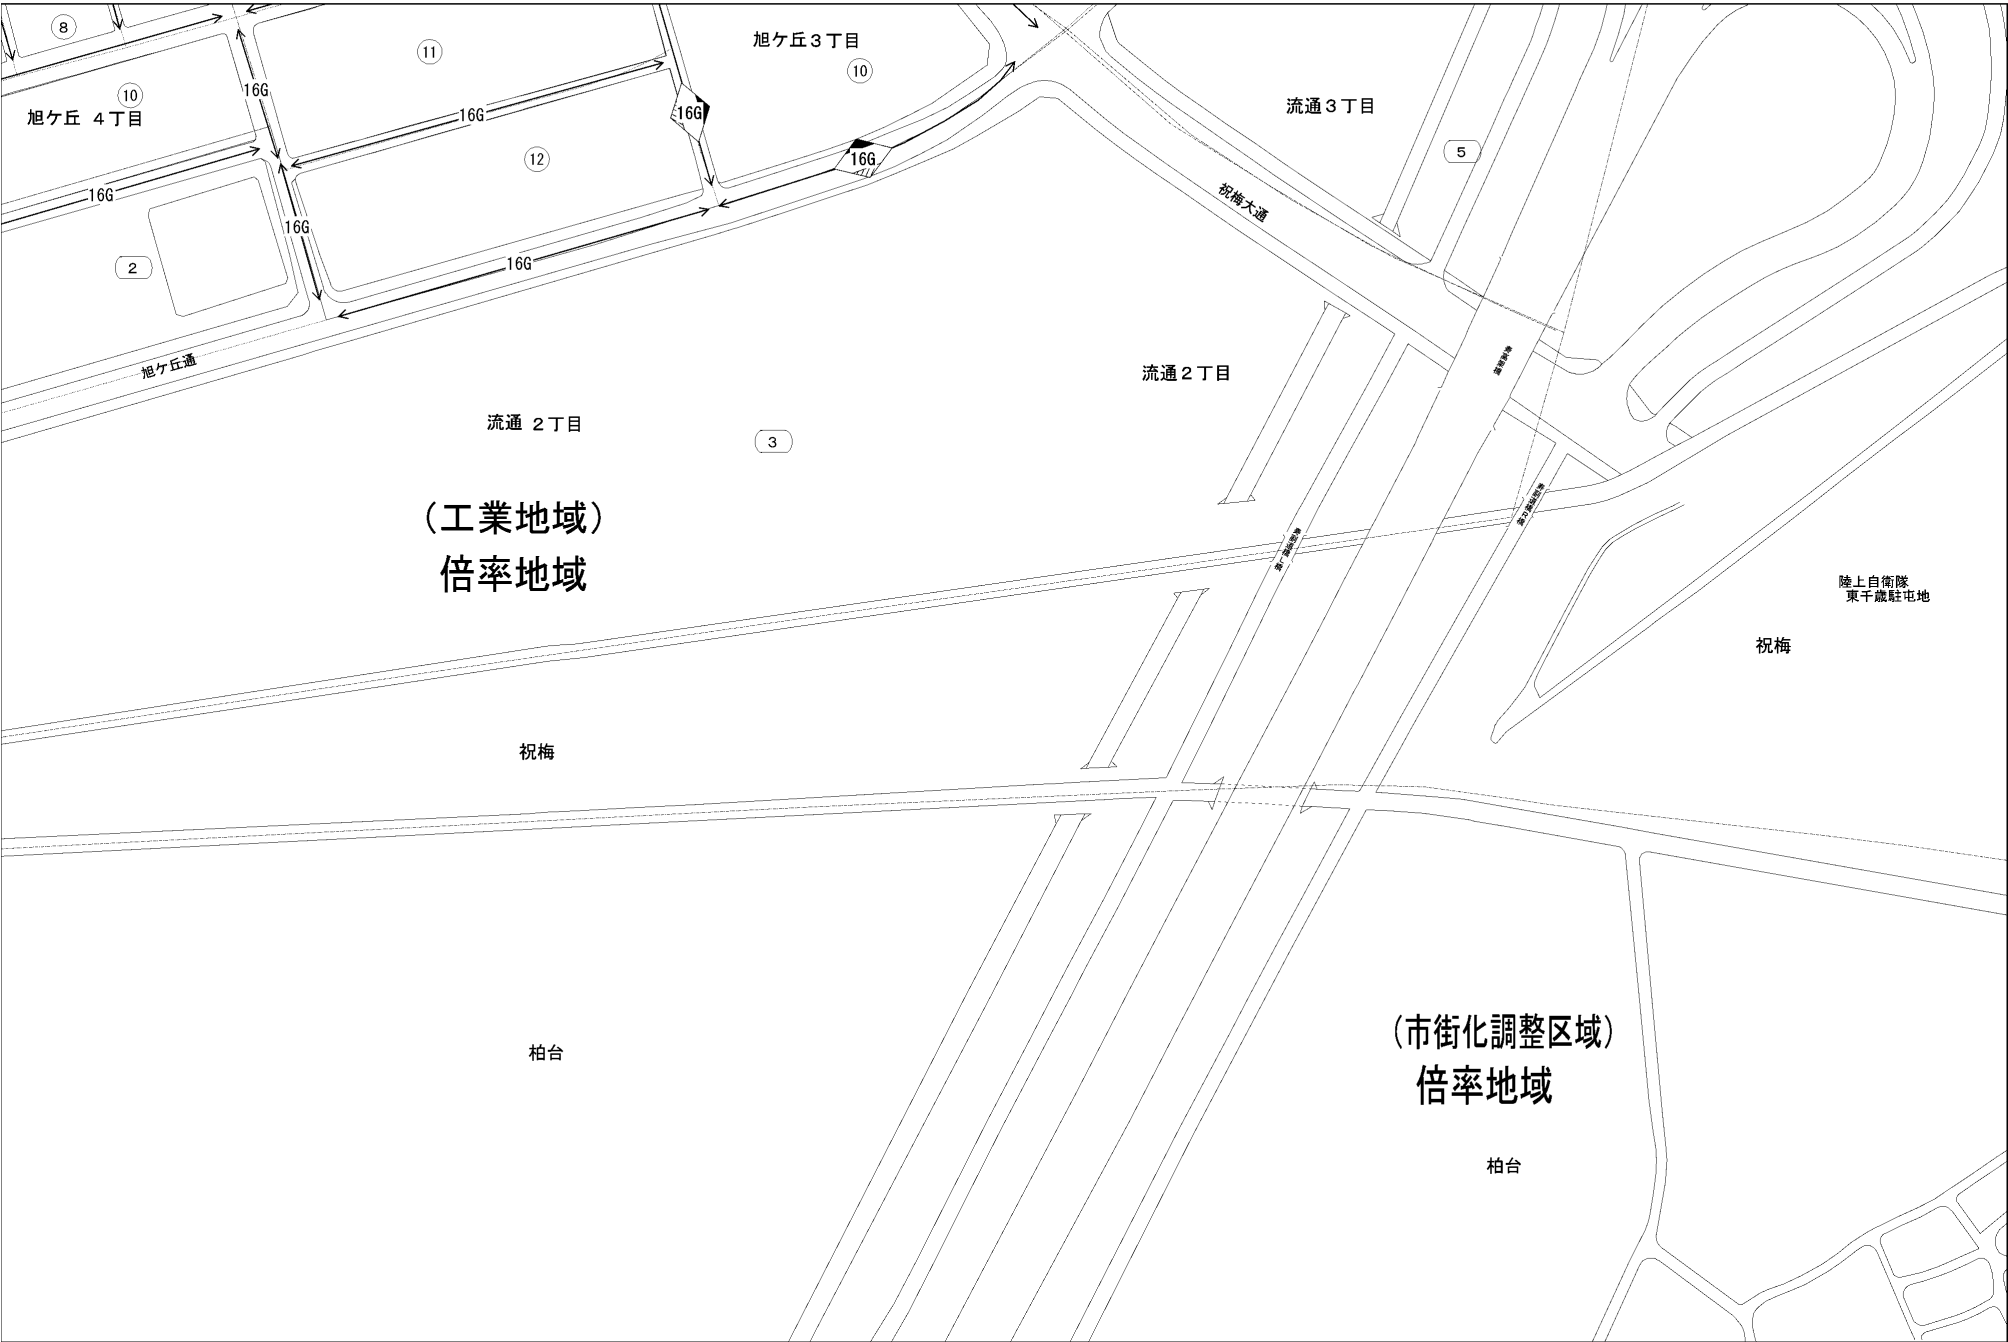 8
11
旭ケ丘3丁目
10
10
旭ケ丘 4丁目
16G
16G
16G
流通3丁目
5
12
16G
16G
祝梅大通
16G
2
16G
旭ケ丘通
流通2丁目
流通 2丁目
3
(工業地域)
倍率地域
陸上自衛隊
東千歳駐屯地
祝梅
祝梅
(市街化調整区域)
倍率地域
柏台
柏台